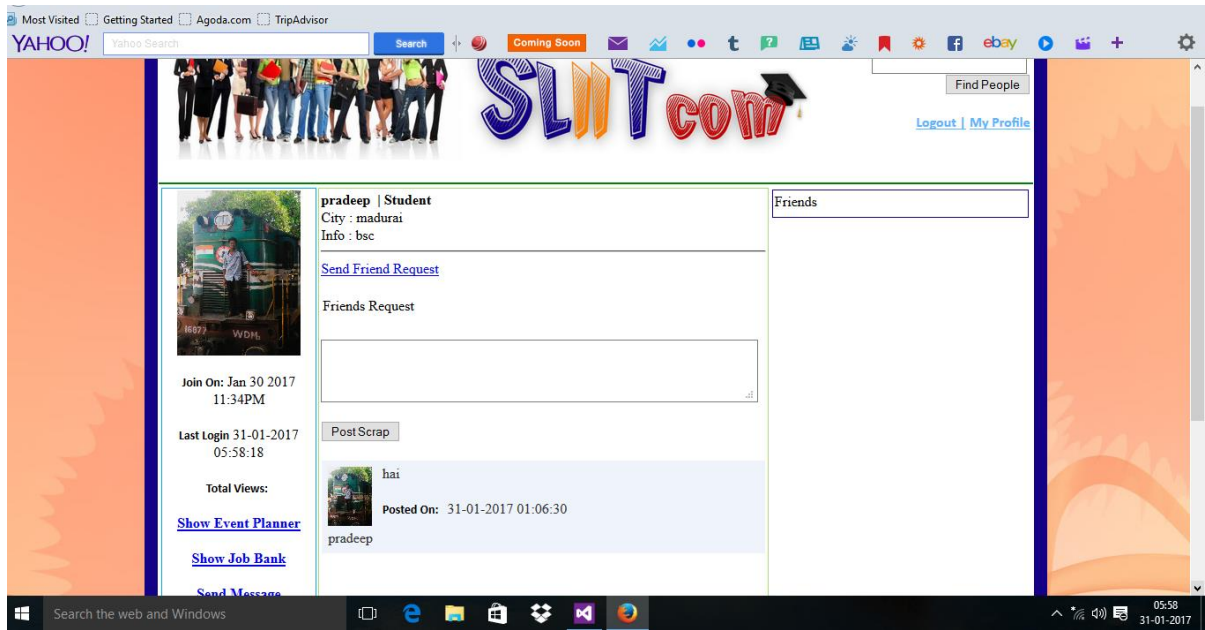 Most Visited Getting Started Agoda.com TripAdvisor
YAHOO! Yahoo Search Search Coming Soon ebay
SLIIT com
Find People
Logout | My Profile
pradeep | Student
City : madurai
Info : bsc
Send Friend Request
Friends Request
Friends
16877 WDM
Join On: Jan 30 2017
11:34PM
Last Login 31-01-2017
05:58:18
Total Views:
Show Event Planner
Show Job Bank
Send Message
Post Scrap
hai
Posted On: 31-01-2017 01:06:30
pradeep
Search the web and Windows
05:58
31-01-2017